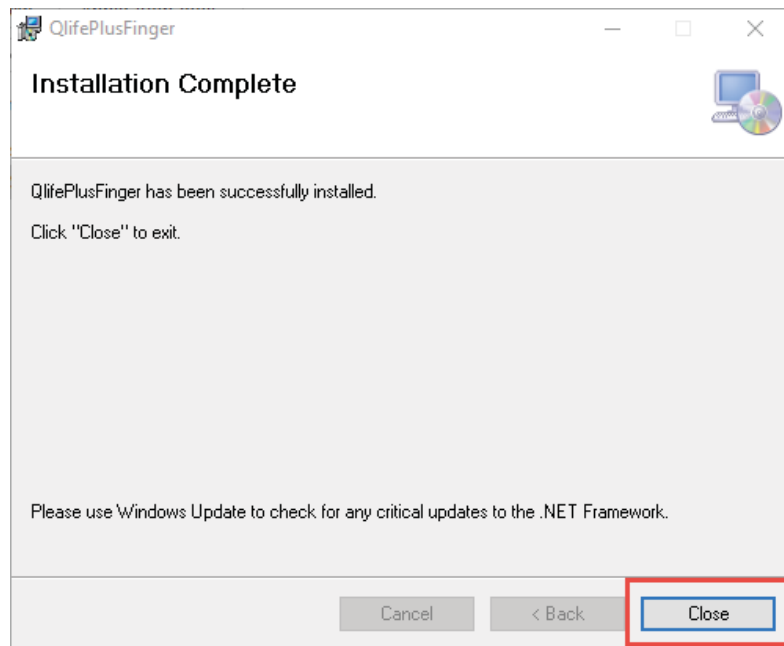 QlifePlusFinger
Installation Complete
QlifePlusFinger has been successfully installed.
Click "Close" to exit.
Please use Windows Update to check for any critical updates to the .NET Framework.
Cancel
< Back
Close